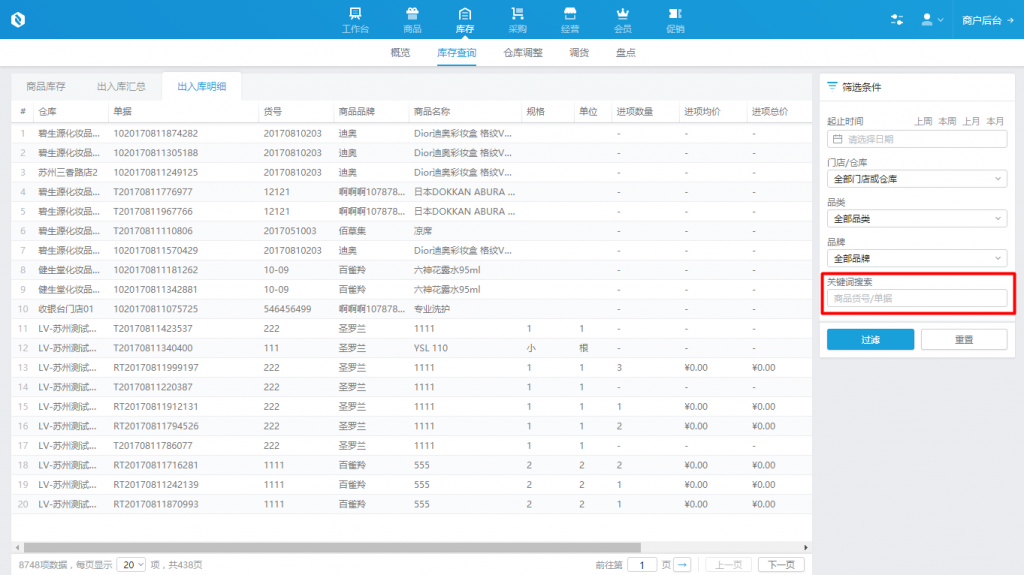 工作台 商品 库存 采购 经营 会员 促销 商户后台
概览 库存查询 仓库调整 调货 盘点
商品库存 出入库汇总 出入库明细
# 仓库 单据 货号 商品品牌 商品名称 规格 单位 进项数量 进项均价 进项总价
1 碧生源化妆品... 1020170811874282 20170810203 迪奥 Dior迪奥彩妆盒 格纹V... - - -
2 碧生源化妆品... 1020170811305188 20170810203 迪奥 Dior迪奥彩妆盒 格纹V... - - -
3 苏州三香路店2 1020170811249125 20170810203 迪奥 Dior迪奥彩妆盒 格纹V... - - -
4 碧生源化妆品... T20170811776977 12121 啊啊啊107878... 日本DOKKAN ABURA ... - - -
5 碧生源化妆品... T20170811967766 12121 啊啊啊107878... 日本DOKKAN ABURA ... - - -
6 碧生源化妆品... T20170811110806 2017051003 佰草集 凉席 - - -
7 碧生源化妆品... 1020170811570429 20170810203 迪奥 Dior迪奥彩妆盒 格纹V... - - -
8 健生堂化妆品... 1020170811181262 10-09 百雀羚 六神花露水95ml - - -
9 健生堂化妆品... 1020170811342881 10-09 百雀羚 六神花露水95ml - - -
10 收银台门店01 1020170811075725 546456499 啊啊啊107878... 专业洗护 - - -
11 LV-苏州测试... T20170811423537 222 圣罗兰 1111 1 1 - - -
12 LV-苏州测试... T20170811340400 111 圣罗兰 YSL 110 小 根 - - -
13 LV-苏州测试... RT20170811999197 222 圣罗兰 1111 1 1 3 ¥0.00 ¥0.00
14 LV-苏州测试... T20170811220387 222 圣罗兰 1111 1 1 - - -
15 LV-苏州测试... RT20170811912131 222 圣罗兰 1111 1 1 1 ¥0.00 ¥0.00
16 LV-苏州测试... RT20170811794526 222 圣罗兰 1111 1 1 2 ¥0.00 ¥0.00
17 LV-苏州测试... T20170811786077 222 圣罗兰 1111 1 1 - - -
18 LV-苏州测试... RT20170811716281 1111 百雀羚 555 2 2 2 ¥0.00 ¥0.00
19 LV-苏州测试... RT20170811242139 1111 百雀羚 555 2 2 1 ¥0.00 ¥0.00
20 LV-苏州测试... RT20170811870993 1111 百雀羚 555 2 2 1 ¥0.00 ¥0.00
8748项数据，每页显示 20 项，共438页 前往第 1 页 → 上一页 下一页
筛选条件
起止时间 上周 本周 上月 本月
请选择日期
门店/仓库
全部门店或仓库
品类
全部品类
品牌
全部品牌
关键词搜索
商品货号/单据
过滤 重置